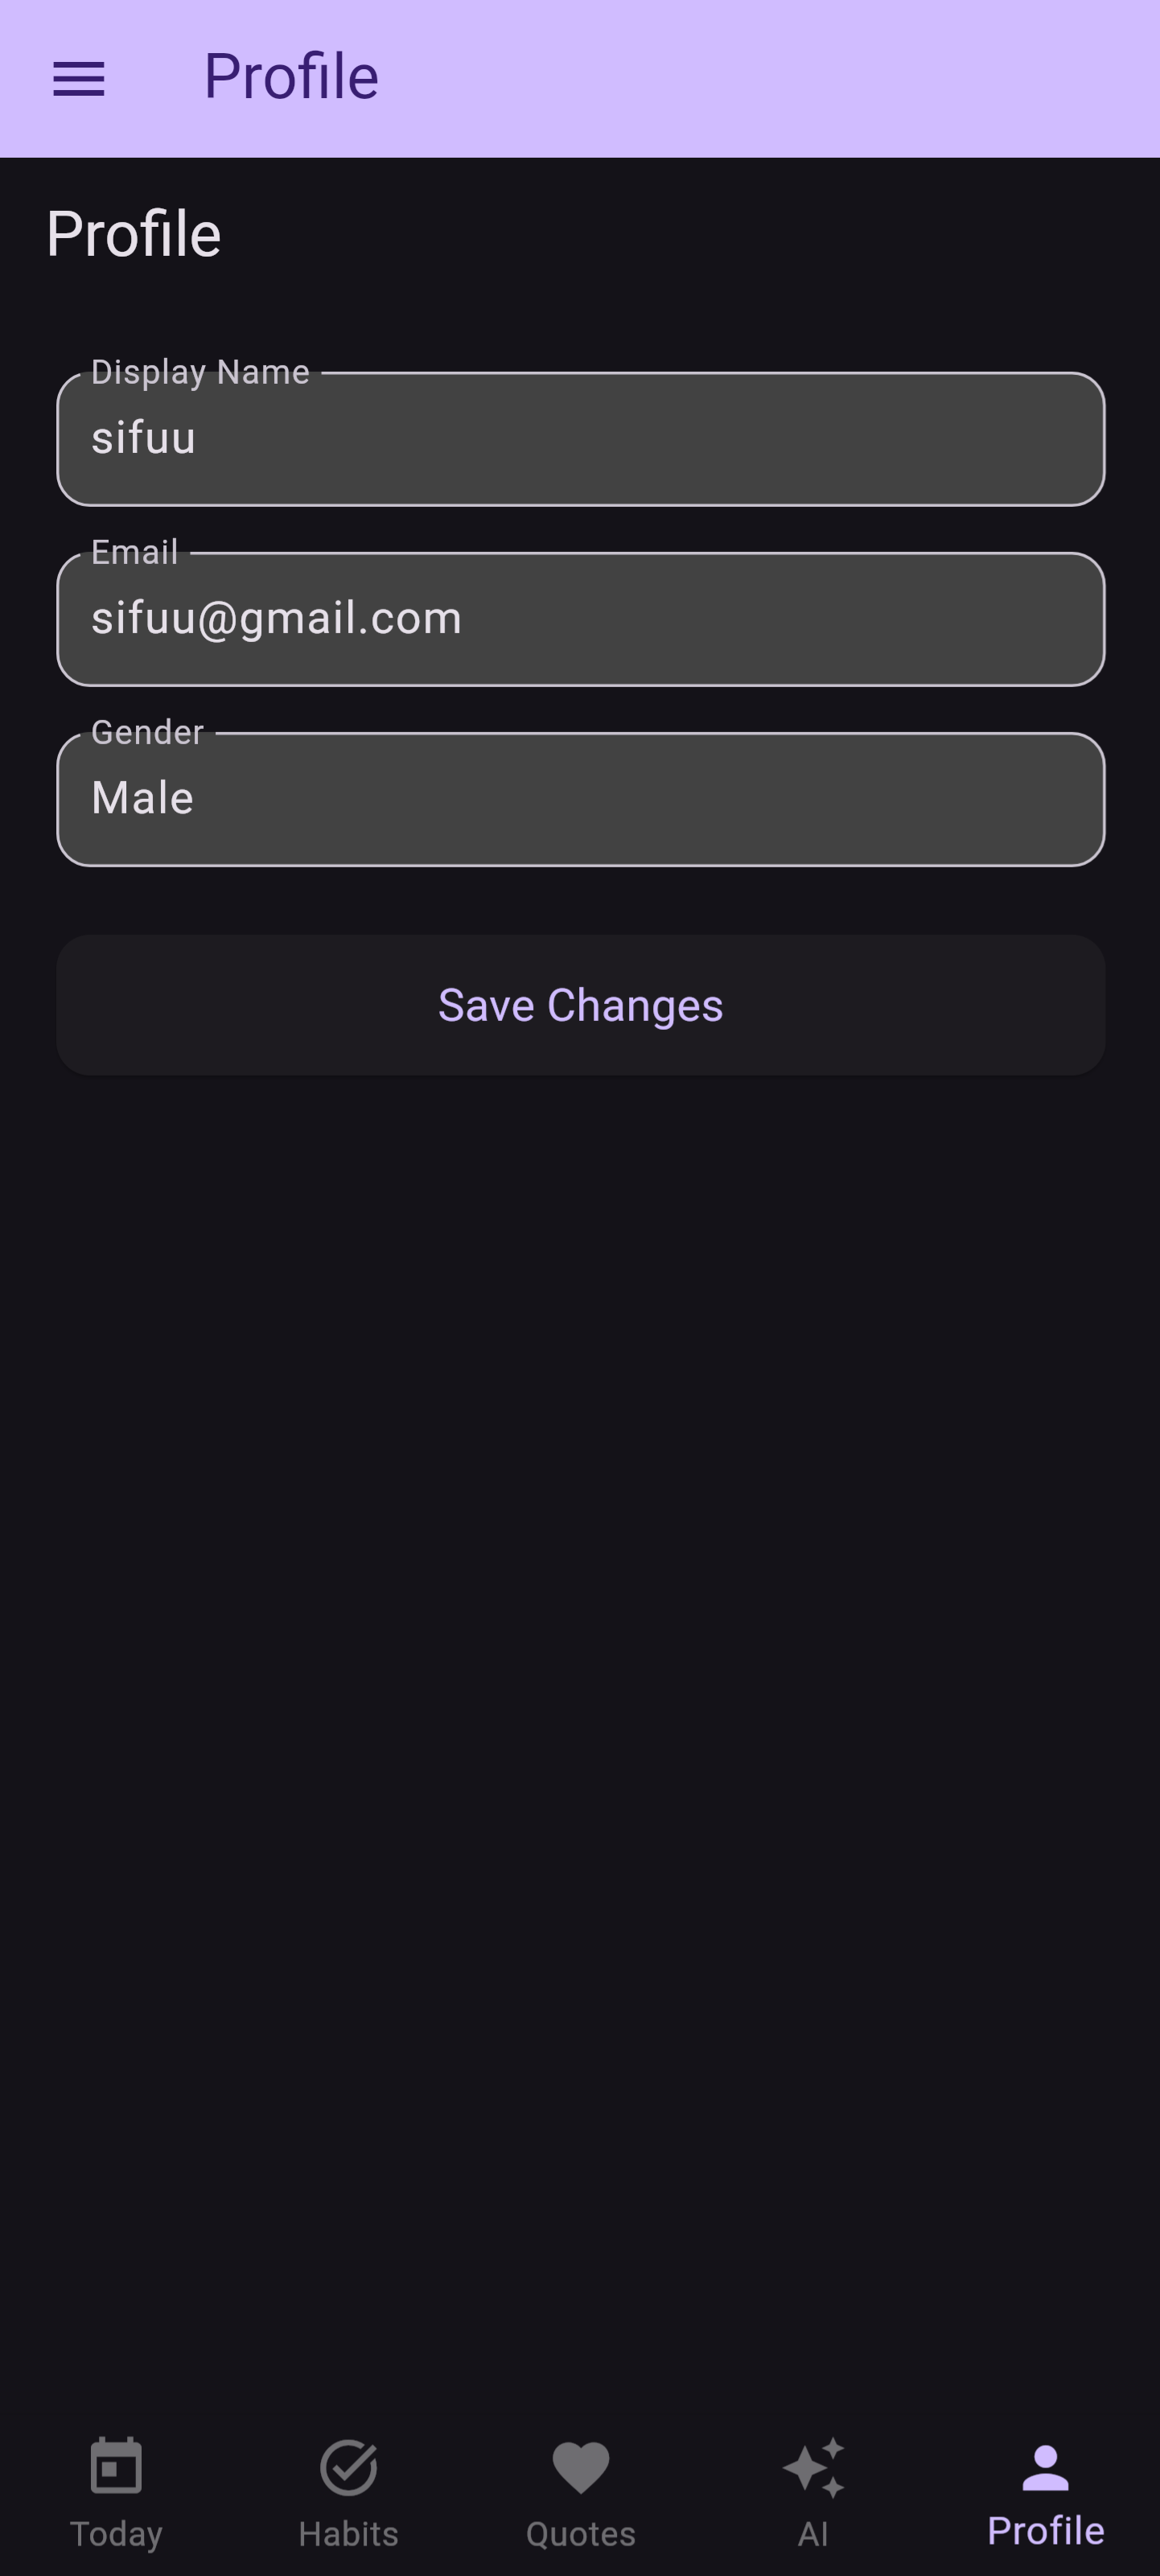 Profile
Profile
Display Name
sifuu
Email
sifuu@gmail.com
Gender
Male
Save Changes
Today
Habits
Quotes
AI
Profile